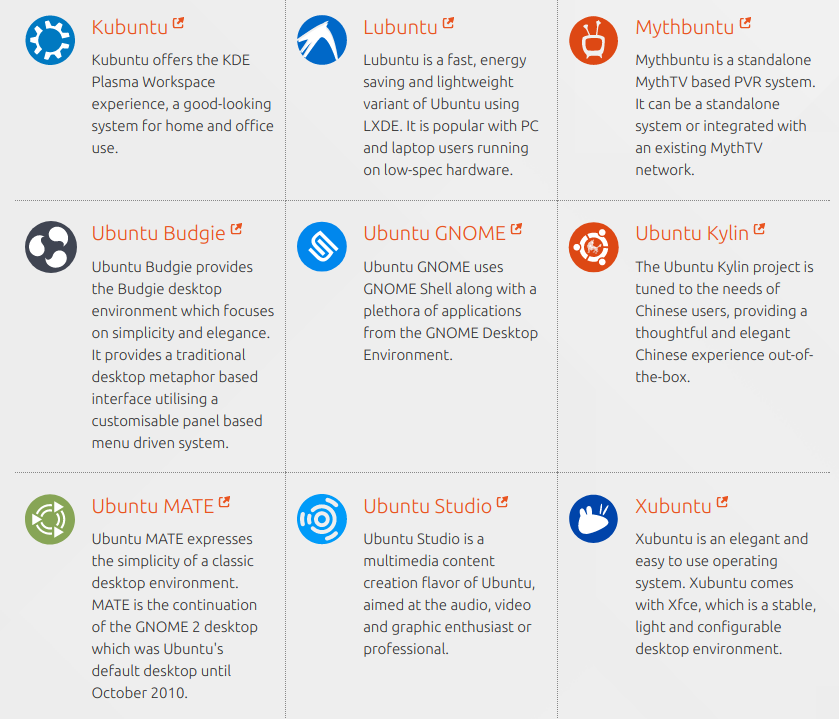 Kubuntu
Kubuntu offers the KDE
Plasma Workspace
experience, a good-looking
system for home and office
use.
Lubuntu
Lubuntu is a fast, energy
saving and lightweight
variant of Ubuntu using
LXDE. It is popular with PC
and laptop users running
on low-spec hardware.
Mythbuntu
Mythbuntu is a standalone
MythTV based PVR system.
It can be a standalone
system or integrated with
an existing MythTV
network.
Ubuntu Budgie
Ubuntu Budgie provides
the Budgie desktop
environment which focuses
on simplicity and elegance.
It provides a traditional
desktop metaphor based
interface utilising a
customisable panel based
menu driven system.
Ubuntu GNOME
Ubuntu GNOME uses
GNOME Shell along with a
plethora of applications
from the GNOME Desktop
Environment.
Ubuntu Kylin
The Ubuntu Kylin project is
tuned to the needs of
Chinese users, providing a
thoughtful and elegant
Chinese experience out-of-
the-box.
Ubuntu MATE
Ubuntu MATE expresses
the simplicity of a classic
desktop environment.
MATE is the continuation
of the GNOME 2 desktop
which was Ubuntu's
default desktop until
October 2010.
Ubuntu Studio
Ubuntu Studio is a
multimedia content
creation flavor of Ubuntu,
aimed at the audio, video
and graphic enthusiast or
professional.
Xubuntu
Xubuntu is an elegant and
easy to use operating
system. Xubuntu comes
with Xfce, which is a stable,
light and configurable
desktop environment.